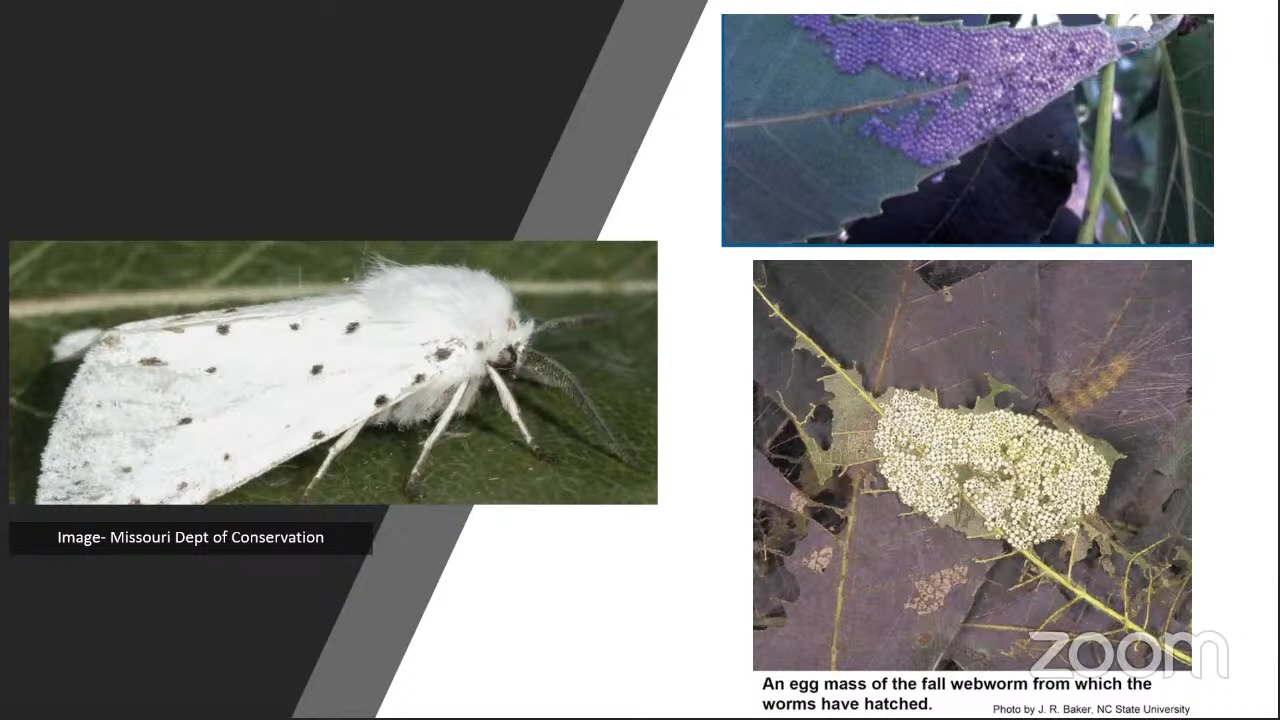 Image- Missouri Dept of Conservation
An egg mass of the fall webworm from which the
worms have hatched.
Photo by J. R. Baker, NC State University
zoom